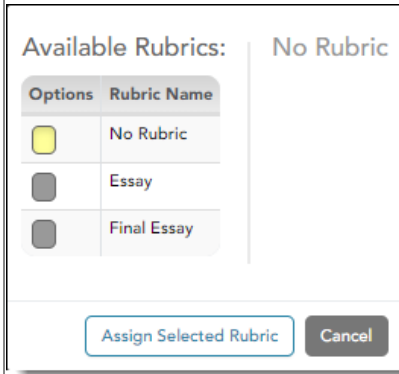 Available Rubrics:
No Rubric
Options Rubric Name
No Rubric
Essay
Final Essay
Assign Selected Rubric Cancel